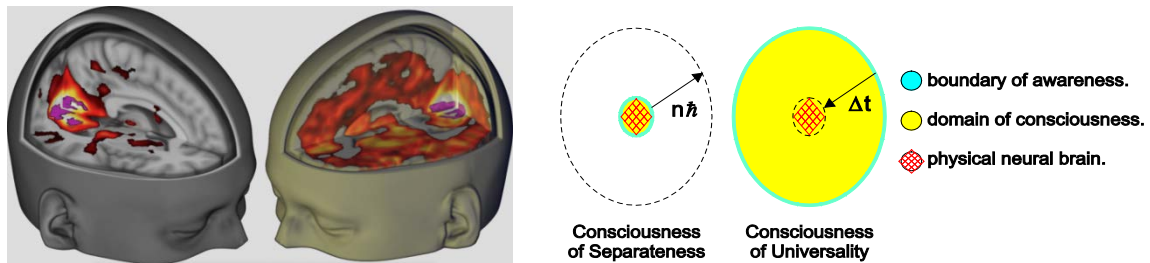 nħ
Δt
boundary of awareness.
domain of consciousness.
physical neural brain.
Consciousness
of Separateness
Consciousness
of Universality